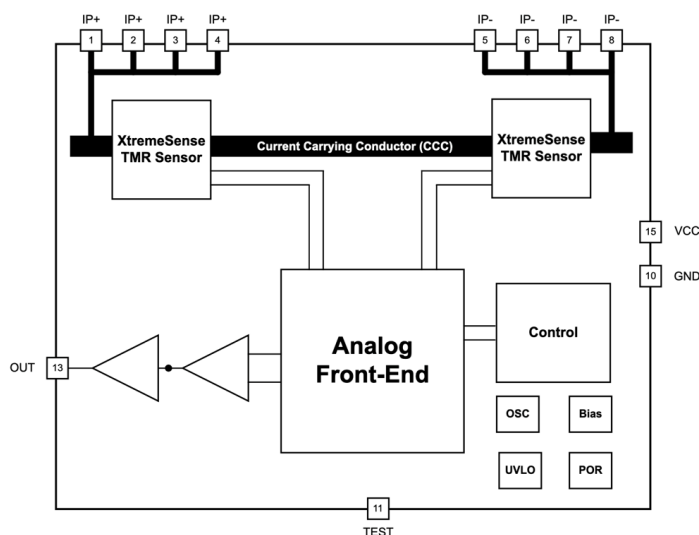 IP+ IP+ IP+ IP+ IP- IP- IP- IP-
1 2 3 4 5 6 7 8
XtremeSense
TMR Sensor
Current Carrying Conductor (CCC)
XtremeSense
TMR Sensor
15 VCC
10 GND
Analog
Front-End
Control
OUT 13
OSC Bias
UVLO POR
11
TEST